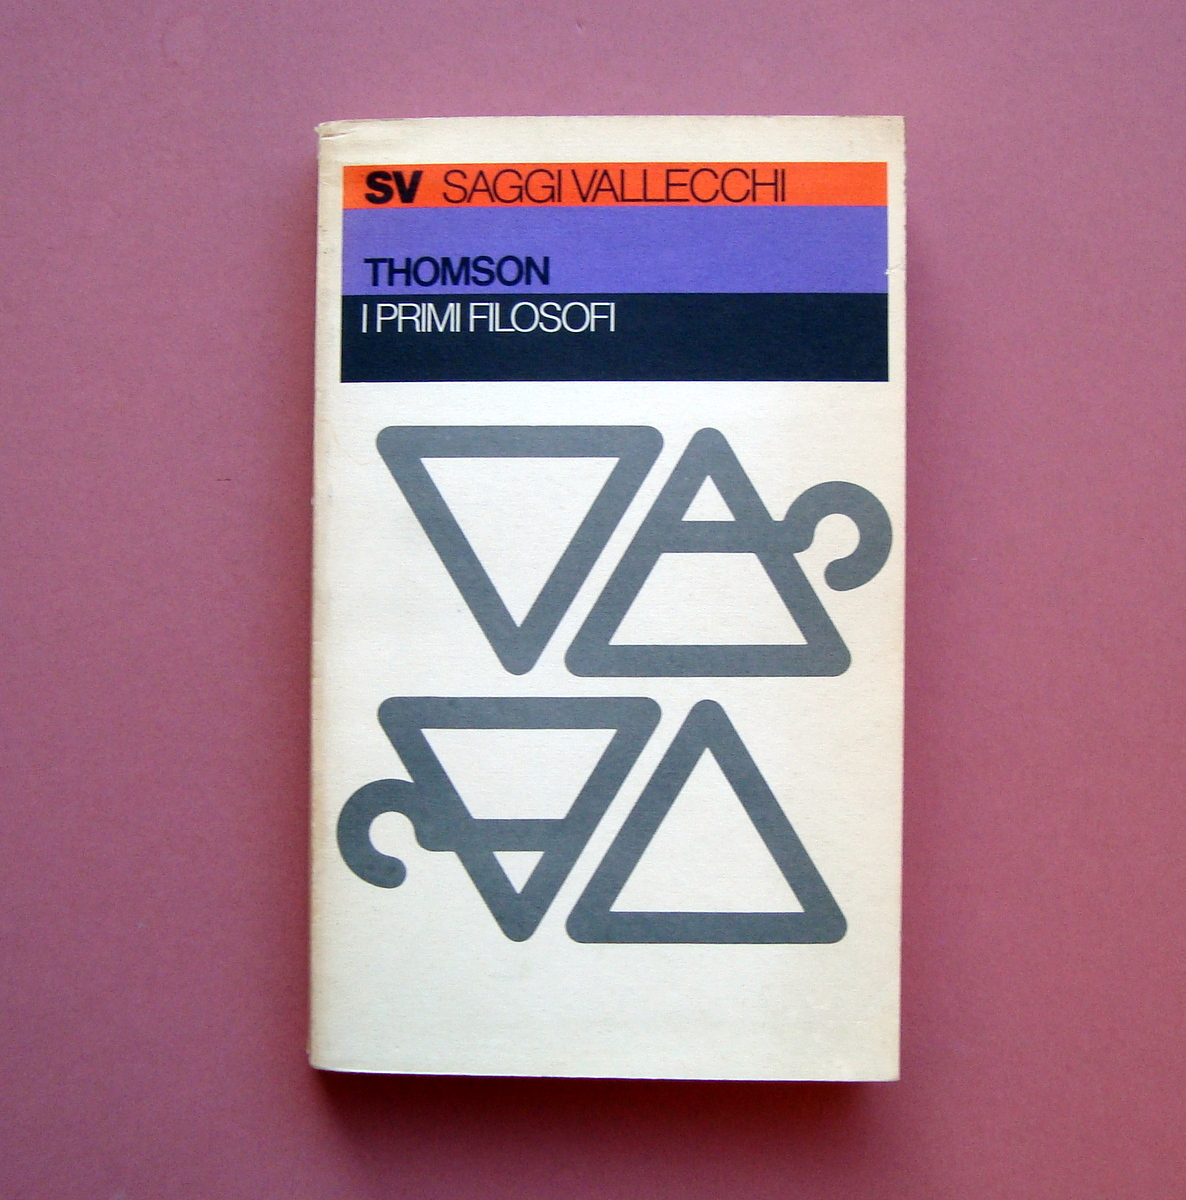 SV SAGGI VALLECCHI
THOMSON
I PRIMI FILOSOFI